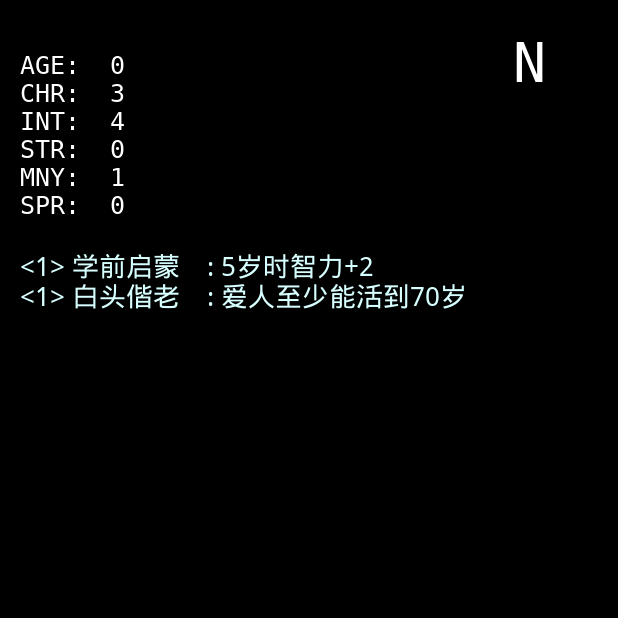 N
AGE: 0
CHR: 3
INT: 4
STR: 0
MNY: 1
SPR: 0
<1> 学前启蒙 : 5岁时智力+2
<1> 白头偕老 : 爱人至少能活到70岁